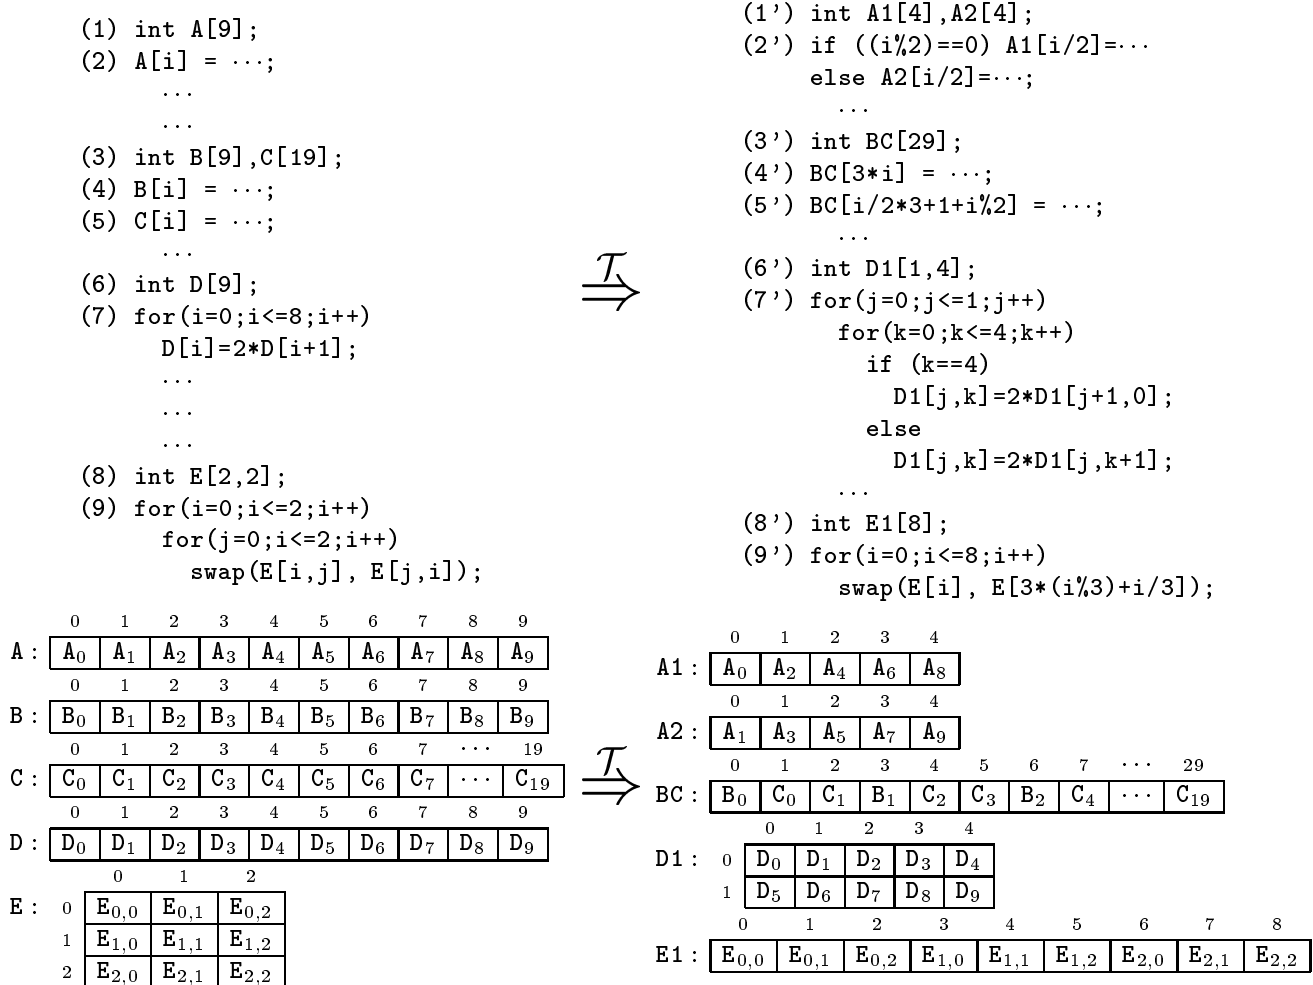 (1) int A[9];
(2) A[i] = ···;
···
···
(3) int B[9],C[19];
(4) B[i] = ···;
(5) C[i] = ···;
···
(6) int D[9];
(7) for(i=0;i<=8;i++)
D[i]=2*D[i+1];
···
···
···
(8) int E[2,2];
(9) for(i=0;i<=2;i++)
for(j=0;i<=2;i++)
swap(E[i,j], E[j,i]);
T
⇒
(1') int A1[4],A2[4];
(2') if ((i%2)==0) A1[i/2]=···
else A2[i/2]=···;
···
(3') int BC[29];
(4') BC[3*i] = ···;
(5') BC[i/2*3+1+i%2] = ···;
···
(6') int D1[1,4];
(7') for(j=0;j<=1;j++)
for(k=0;k<=4;k++)
if (k==4)
D1[j,k]=2*D1[j+1,0];
else
D1[j,k]=2*D1[j,k+1];
···
(8') int E1[8];
(9') for(i=0;i<=8;i++)
swap(E[i], E[3*(i%3)+i/3]);
0 1 2 3 4 5 6 7 8 9
A: A0 A1 A2 A3 A4 A5 A6 A7 A8 A9
0 1 2 3 4 5 6 7 8 9
B: B0 B1 B2 B3 B4 B5 B6 B7 B8 B9
0 1 2 3 4 5 6 7 ··· 19
C: C0 C1 C2 C3 C4 C5 C6 C7 ··· C19
0 1 2 3 4 5 6 7 8 9
D: D0 D1 D2 D3 D4 D5 D6 D7 D8 D9
0 1 2
E: 0 E0,0 E0,1 E0,2
1 E1,0 E1,1 E1,2
2 E2,0 E2,1 E2,2
T
⇒
0 1 2 3 4
A1: A0 A2 A4 A6 A8
0 1 2 3 4
A2: A1 A3 A5 A7 A9
0 1 2 3 4 5 6 7 ··· 29
BC: B0 C0 C1 B1 C2 C3 B2 C4 ··· C19
0 1 2 3 4
D1: 0 D0 D1 D2 D3 D4
1 D5 D6 D7 D8 D9
0 1 2 3 4 5 6 7 8
E1: E0,0 E0,1 E0,2 E1,0 E1,1 E1,2 E2,0 E2,1 E2,2